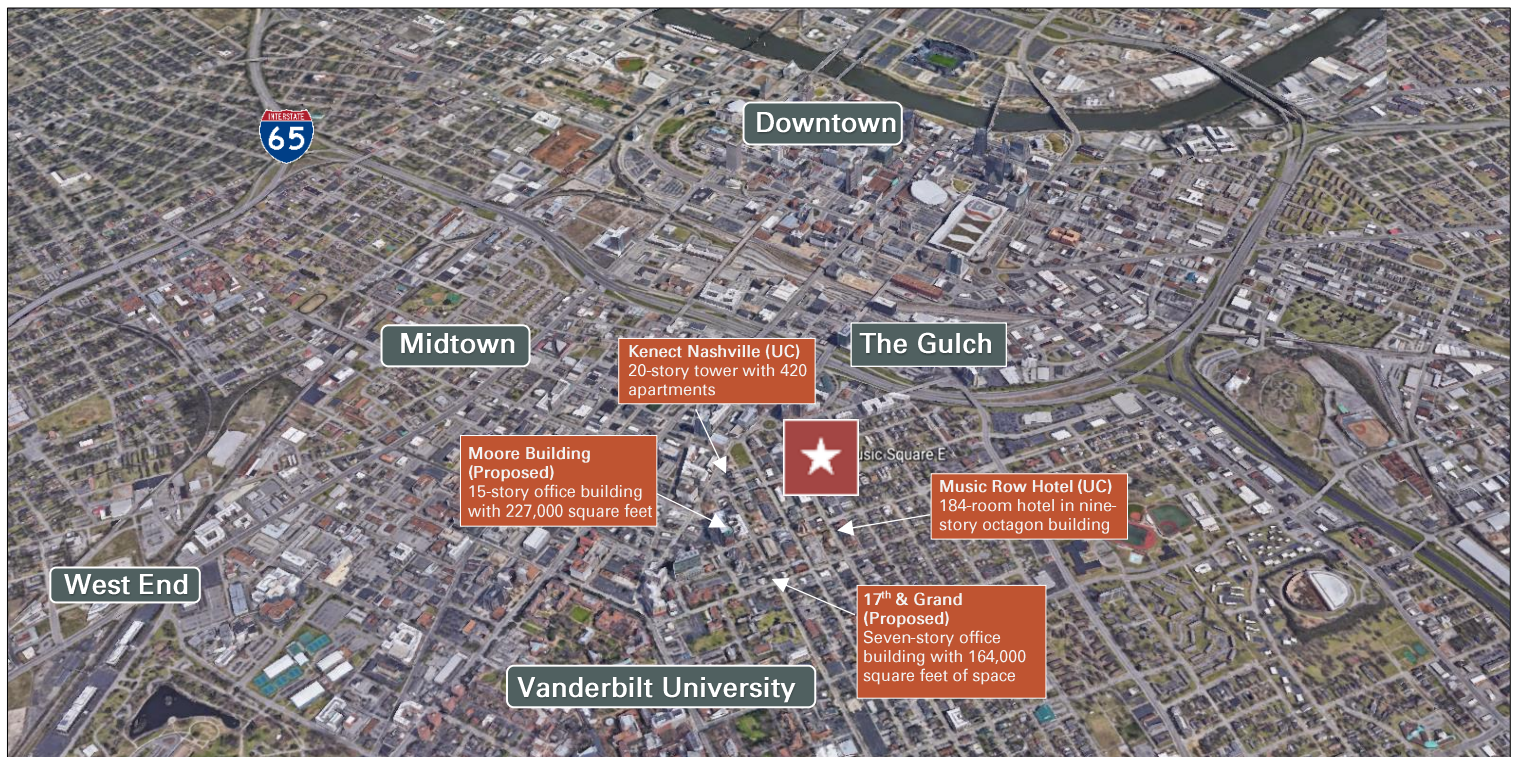 Downtown
INTERSTATE
65
Midtown
The Gulch
Kenect Nashville (UC)
20-story tower with 420
apartments
Moore Building
(Proposed)
15-story office building
with 227,000 square feet
usic Square E
Music Row Hotel (UC)
184-room hotel in nine-
story octagon building
West End
17th & Grand
(Proposed)
Seven-story office
building with 164,000
square feet of space
Vanderbilt University